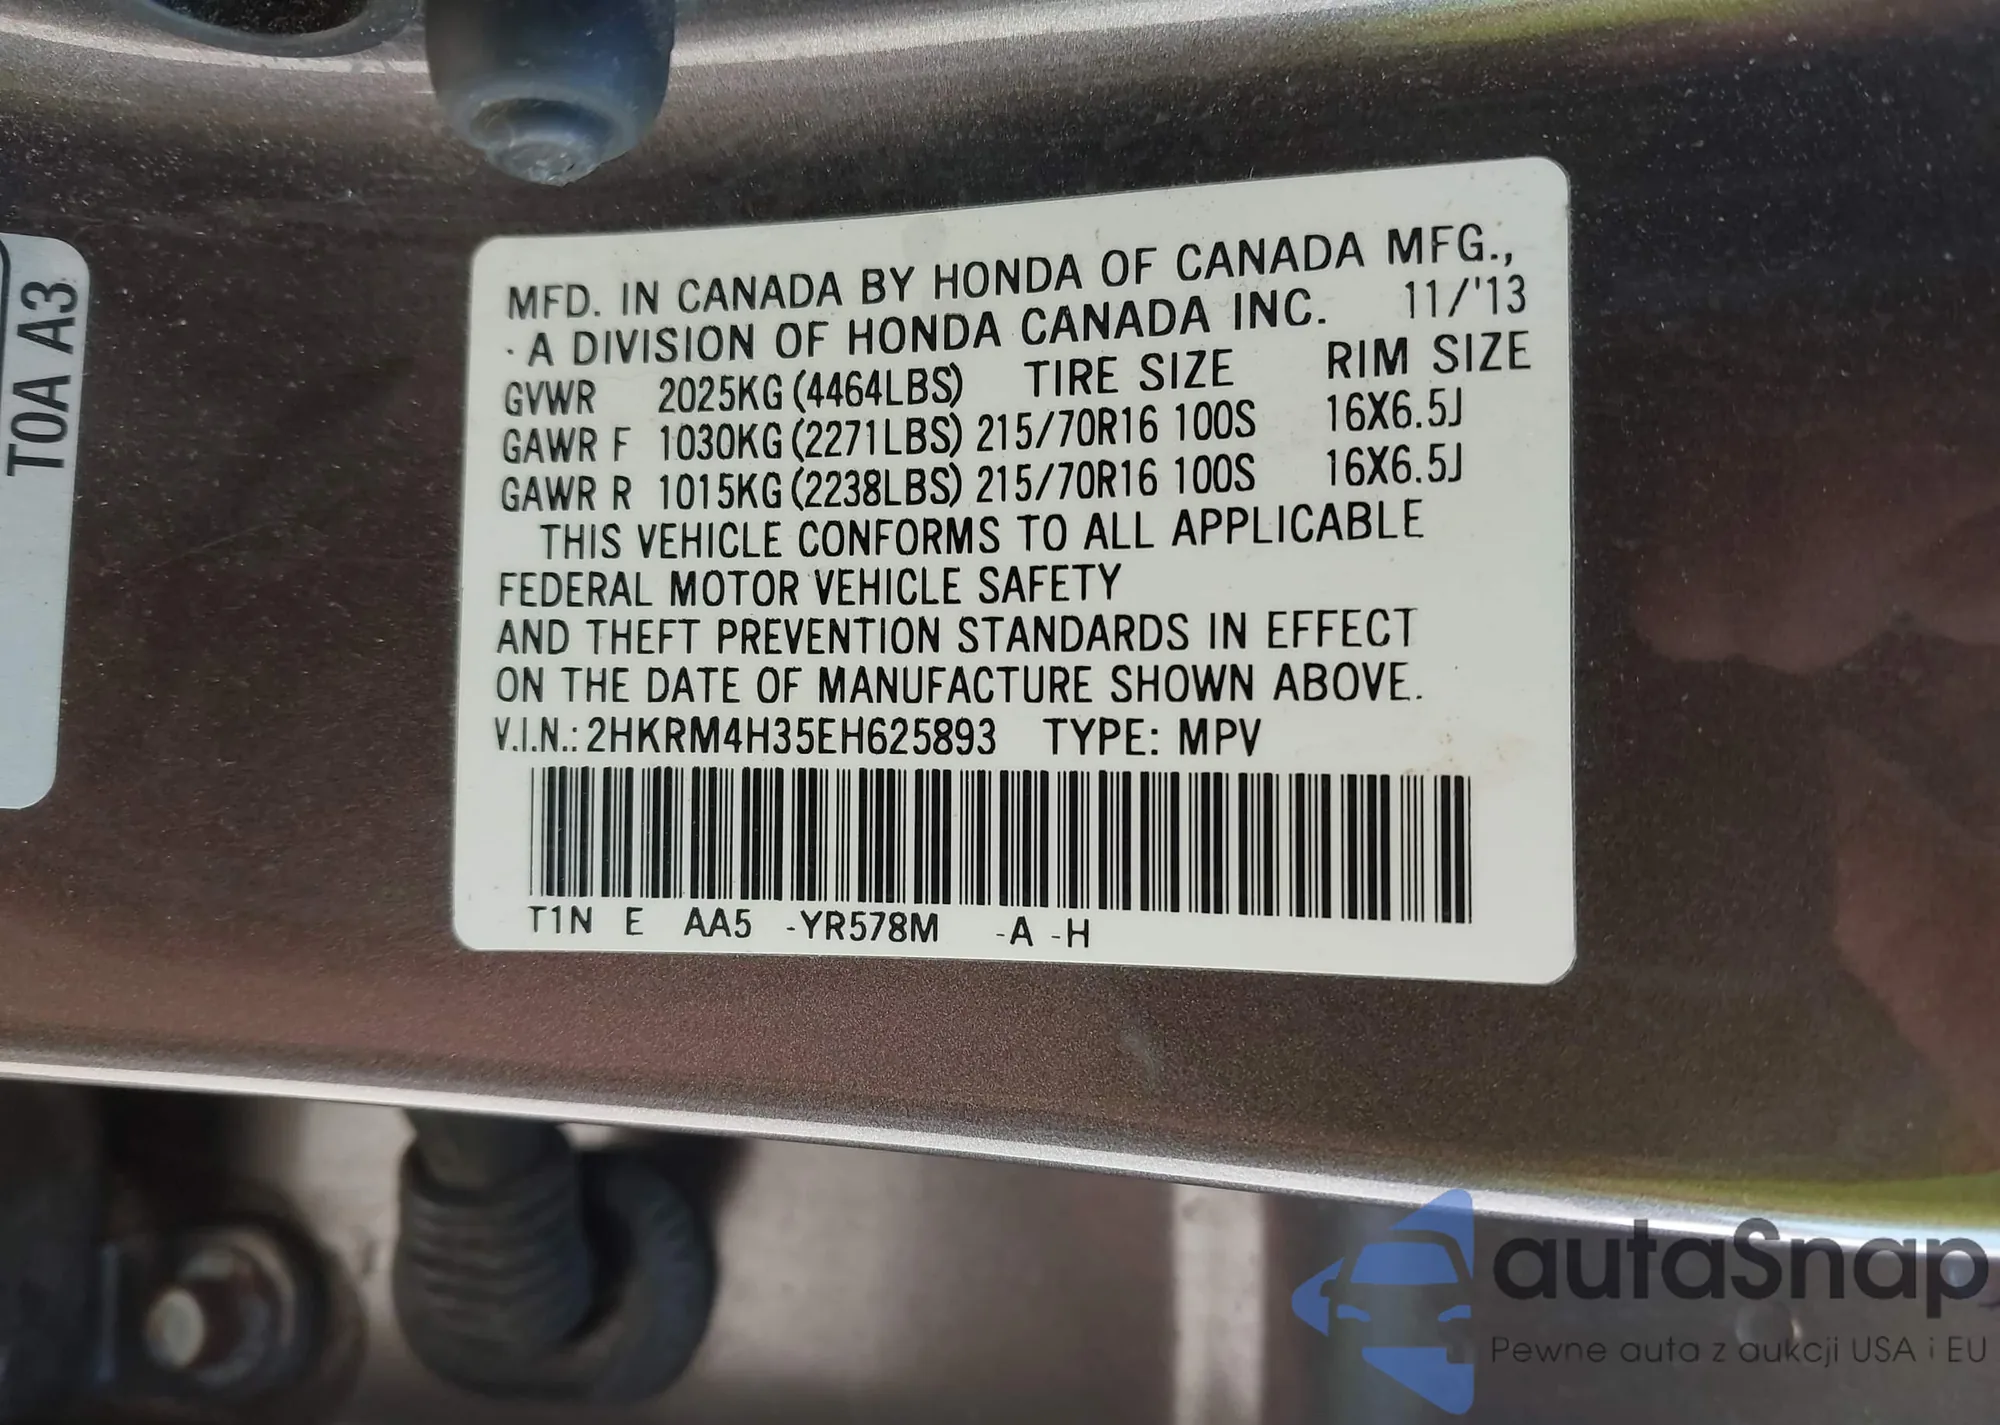 T0A A3
MFD. IN CANADA BY HONDA OF CANADA MFG.,
·A DIVISION OF HONDA CANADA INC. 11/'13
GVWR 2025KG (4464LBS) TIRE SIZE RIM SIZE
GAWR F 1030KG (2271LBS) 215/70R16 100S 16X6.5J
GAWR R 1015KG (2238LBS) 215/70R16 100S 16X6.5J
THIS VEHICLE CONFORMS TO ALL APPLICABLE
FEDERAL MOTOR VEHICLE SAFETY
AND THEFT PREVENTION STANDARDS IN EFFECT
ON THE DATE OF MANUFACTURE SHOWN ABOVE.
V.I.N.: 2HKRM4H35EH625893 TYPE: MPV
T1N E AA5 -YR578M -A -H
autaSnap
Pewne auta z aukcji USA i EU